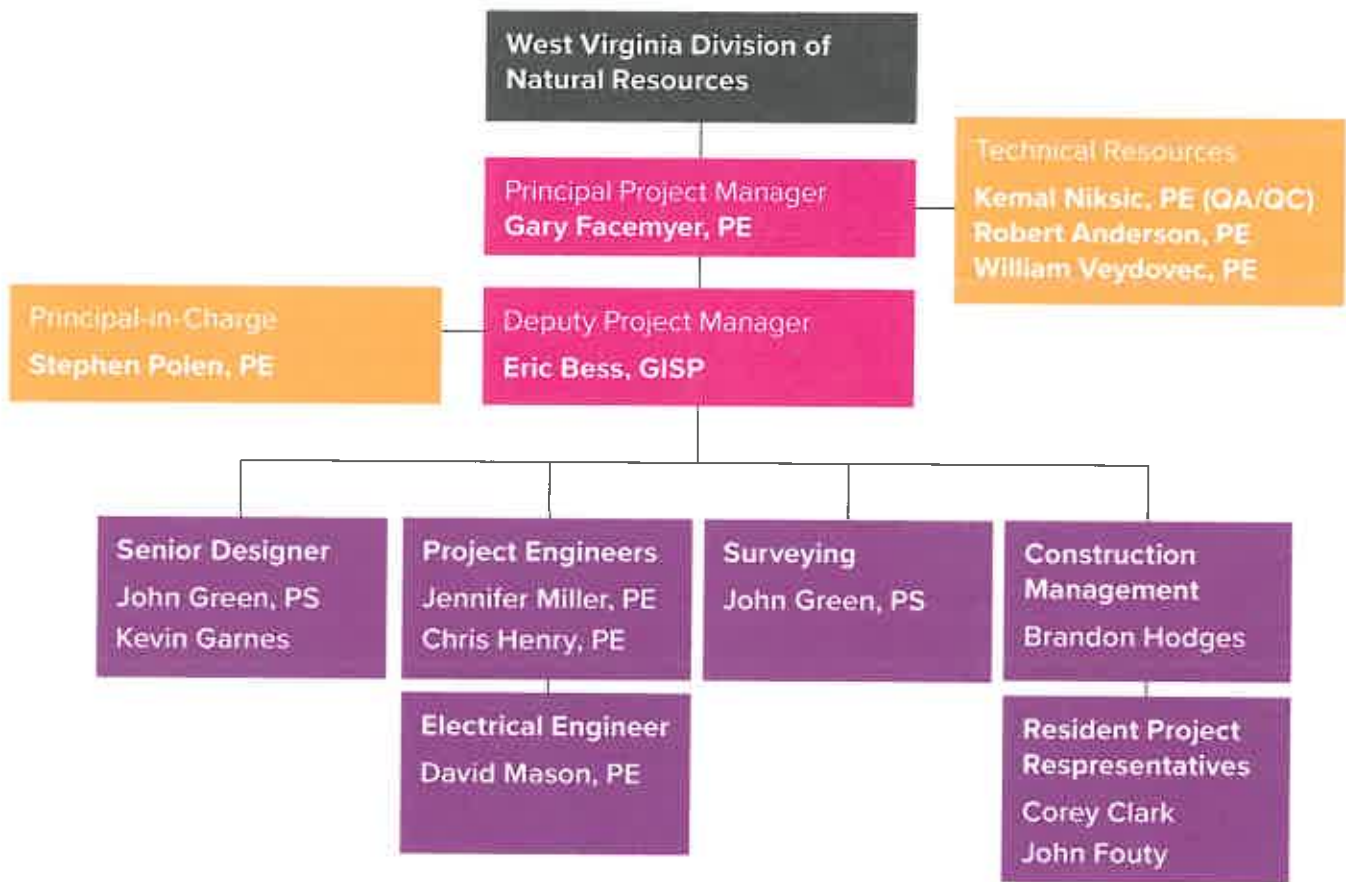 West Virginia Division of
Natural Resources
Technical Resources
Kemal Niksic, PE (QA/QC)
Robert Anderson, PE
William Veydovec, PE
Principal Project Manager
Gary Facemyer, PE
Principal-in-Charge
Stephen Polen, PE
Deputy Project Manager
Eric Bess, GISP
Senior Designer
John Green, PS
Kevin Garnes
Project Engineers
Jennifer Miller, PE
Chris Henry, PE
Surveying
John Green, PS
Construction
Management
Brandon Hodges
Electrical Engineer
David Mason, PE
Resident Project
Respresentatives
Corey Clark
John Fouty